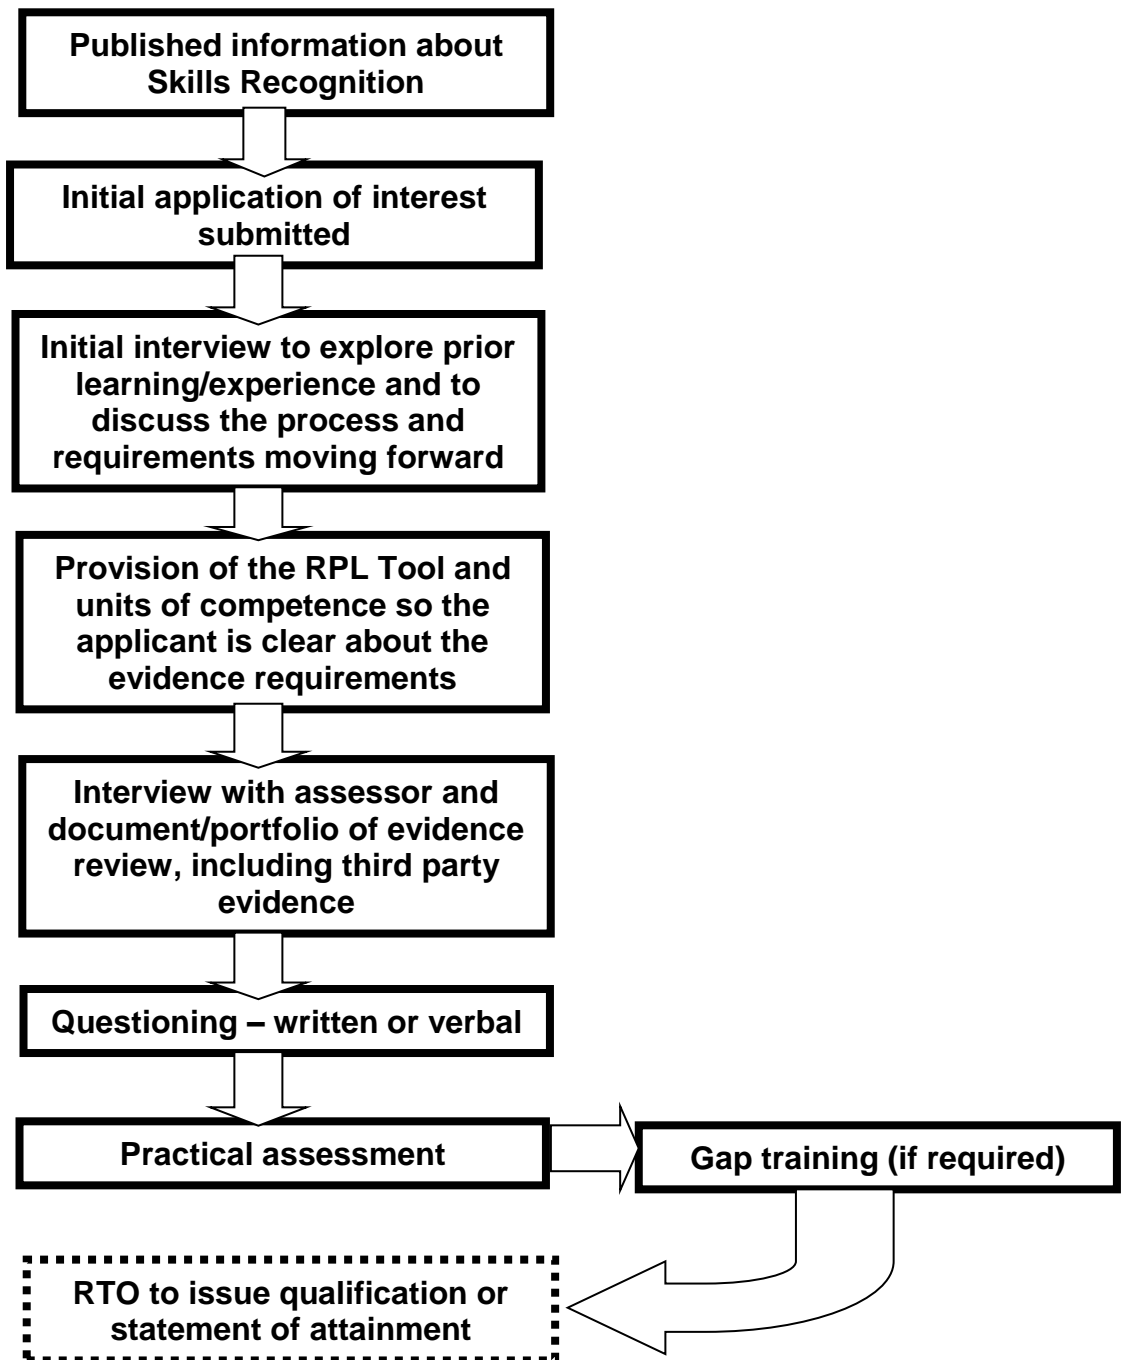 Published information about
Skills Recognition
Initial application of interest
submitted
Initial interview to explore prior
learning/experience and to
discuss the process and
requirements moving forward
Provision of the RPL Tool and
units of competence so the
applicant is clear about the
evidence requirements
Interview with assessor and
document/portfolio of evidence
review, including third party
evidence
Questioning – written or verbal
Practical assessment
Gap training (if required)
RTO to issue qualification or
statement of attainment